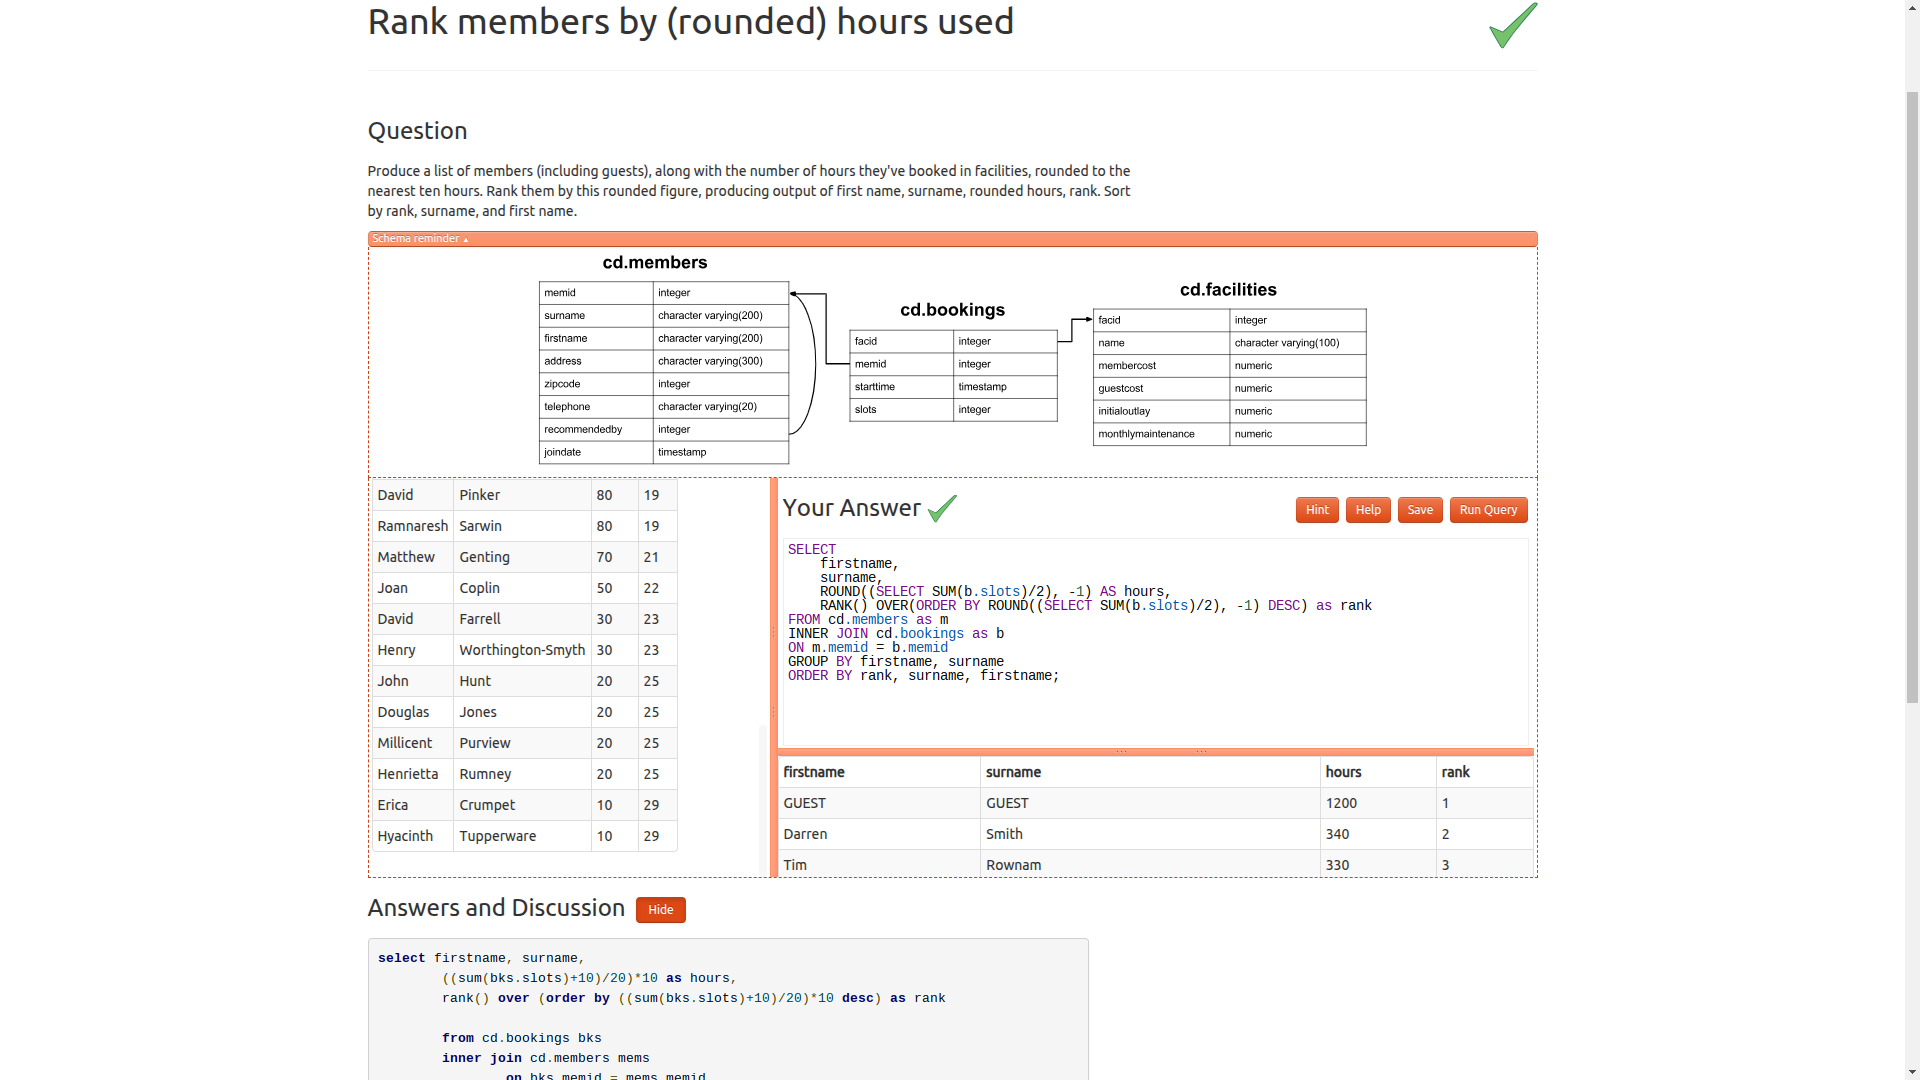 Rank members by (rounded) hours used
Question
Produce a list of members (including guests), along with the number of hours they've booked in facilities, rounded to the
nearest ten hours. Rank them by this rounded figure, producing output of first name, surname, rounded hours, rank. Sort
by rank, surname, and first name.
Schema reminder ▴
cd.members
memid integer
surname character varying(200)
firstname character varying(200)
address character varying(300)
zipcode integer
telephone character varying(20)
recommendedby integer
joindate timestamp
cd.bookings
facid integer
memid integer
starttime timestamp
slots integer
cd.facilities
facid integer
name character varying(100)
membercost numeric
guestcost numeric
initialoutlay numeric
monthlymaintenance numeric
David Pinker 80 19
Ramnaresh Sarwin 80 19
Matthew Genting 70 21
Joan Coplin 50 22
David Farrell 30 23
Henry Worthington-Smyth 30 23
John Hunt 20 25
Douglas Jones 20 25
Millicent Purview 20 25
Henrietta Rumney 20 25
Erica Crumpet 10 29
Hyacinth Tupperware 10 29
Your Answer
Hint Help Save Run Query
SELECT
    firstname,
    surname,
    ROUND((SELECT SUM(b.slots)/2), -1) AS hours,
    RANK() OVER(ORDER BY ROUND((SELECT SUM(b.slots)/2), -1) DESC) as rank
FROM cd.members as m
INNER JOIN cd.bookings as b
ON m.memid = b.memid
GROUP BY firstname, surname
ORDER BY rank, surname, firstname;
firstname surname hours rank
GUEST GUEST 1200 1
Darren Smith 340 2
Tim Rownam 330 3
Answers and Discussion Hide
select firstname, surname,
        ((sum(bks.slots)+10)/20)*10 as hours,
        rank() over (order by ((sum(bks.slots)+10)/20)*10 desc) as rank
        from cd.bookings bks
        inner join cd.members mems
                on bks.memid = mems.memid